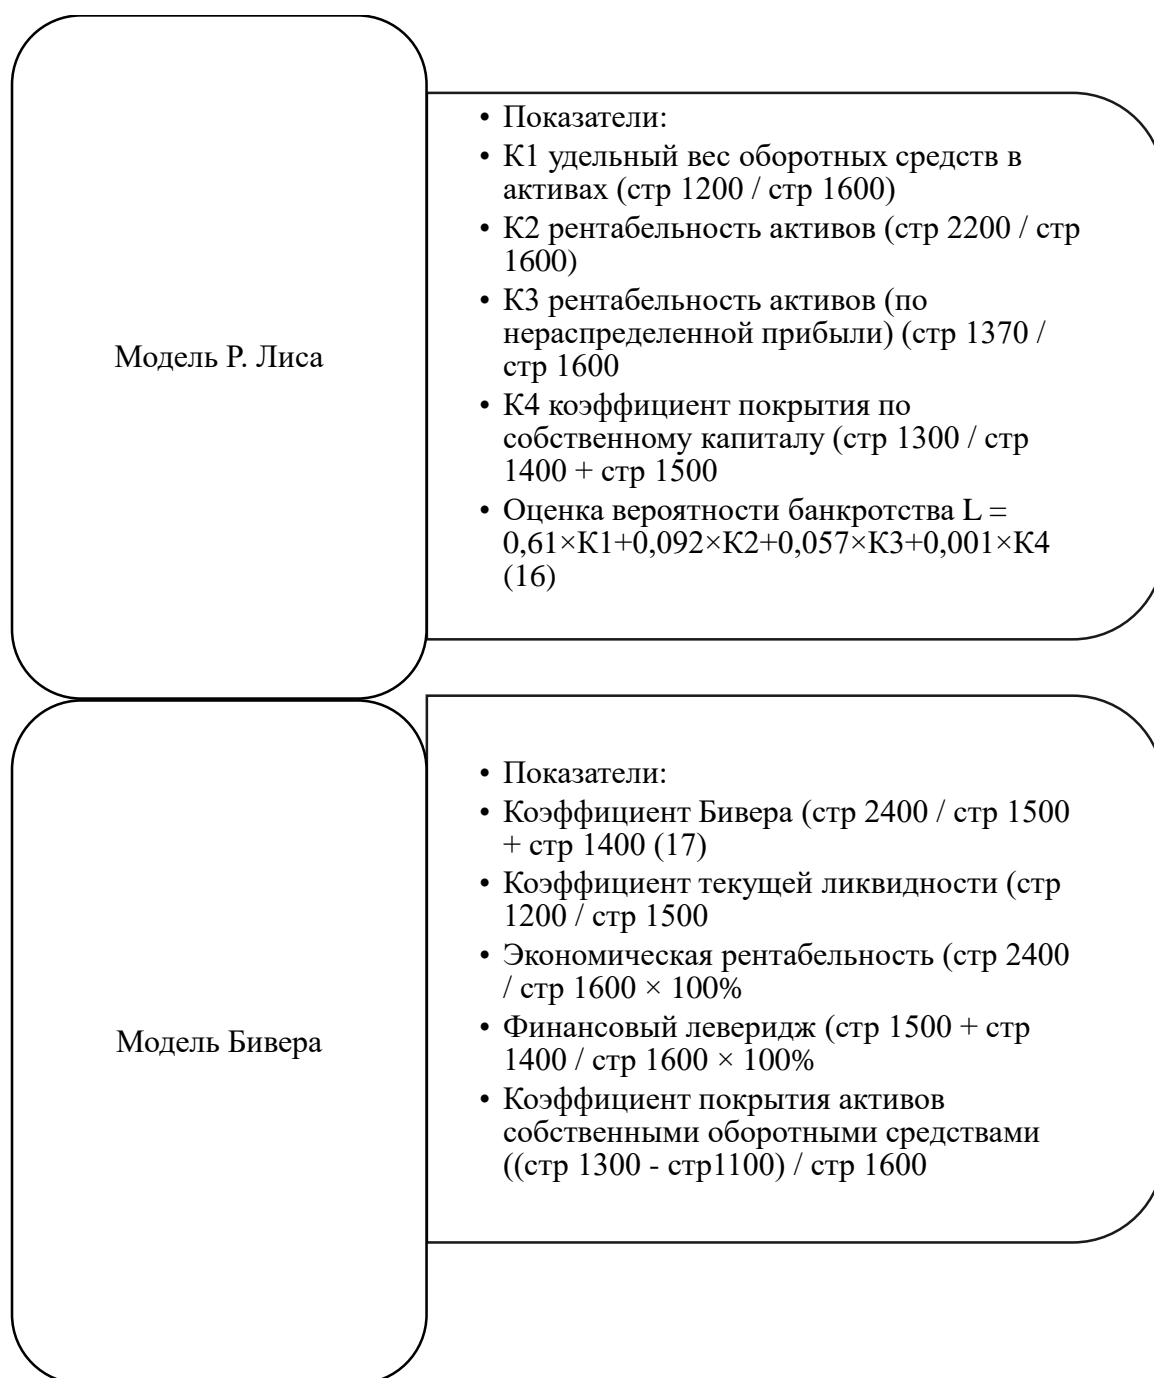 Модель Р. Лиса
• Показатели:
• К1 удельный вес оборотных средств в
активах (стр 1200 / стр 1600)
• К2 рентабельность активов (стр 2200 / стр
1600)
• К3 рентабельность активов (по
нераспределенной прибыли) (стр 1370 /
стр 1600
• К4 коэффициент покрытия по
собственному капиталу (стр 1300 / стр
1400 + стр 1500
• Оценка вероятности банкротства L =
0,61×К1+0,092×К2+0,057×К3+0,001×К4
(16)
Модель Бивера
• Показатели:
• Коэффициент Бивера (стр 2400 / стр 1500
+ стр 1400 (17)
• Коэффициент текущей ликвидности (стр
1200 / стр 1500
• Экономическая рентабельность (стр 2400
/ стр 1600 × 100%
• Финансовый леверидж (стр 1500 + стр
1400 / стр 1600 × 100%
• Коэффициент покрытия активов
собственными оборотными средствами
((стр 1300 - стр1100) / стр 1600